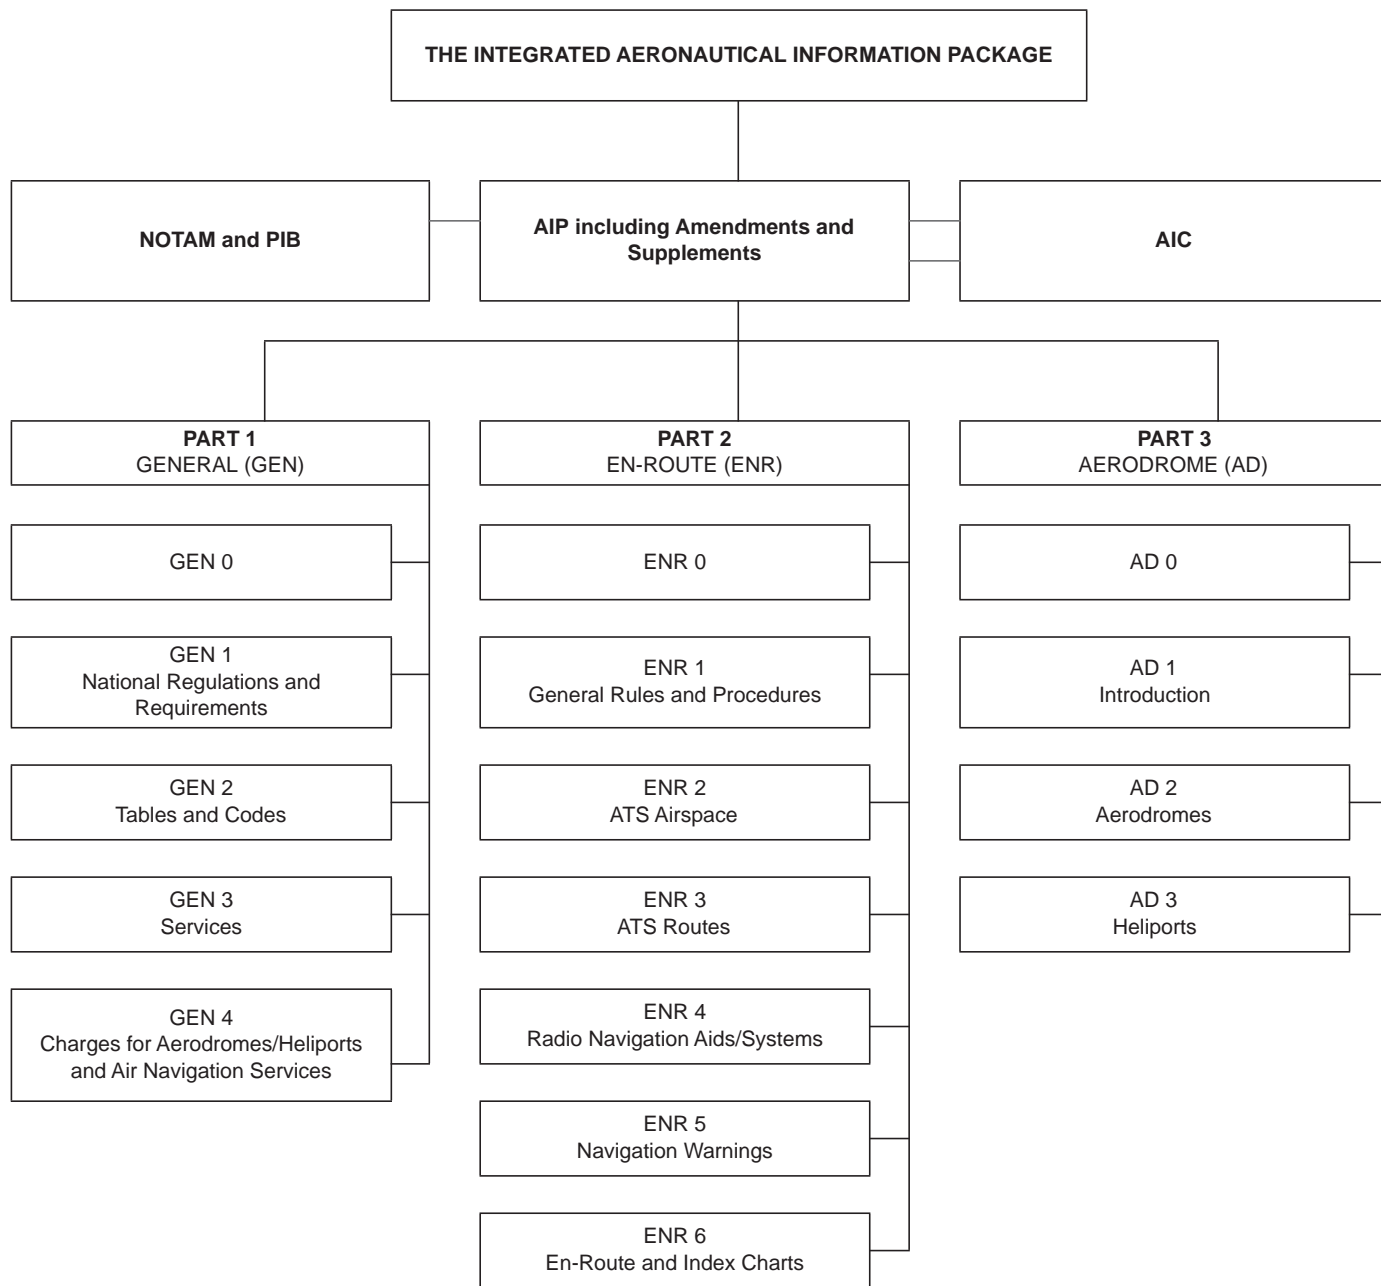 THE INTEGRATED AERONAUTICAL INFORMATION PACKAGE
NOTAM and PIB
AIP including Amendments and
Supplements
AIC
PART 1
GENERAL (GEN)
GEN 0
GEN 1
National Regulations and
Requirements
GEN 2
Tables and Codes
GEN 3
Services
GEN 4
Charges for Aerodromes/Heliports
and Air Navigation Services
PART 2
EN-ROUTE (ENR)
ENR 0
ENR 1
General Rules and Procedures
ENR 2
ATS Airspace
ENR 3
ATS Routes
ENR 4
Radio Navigation Aids/Systems
ENR 5
Navigation Warnings
ENR 6
En-Route and Index Charts
PART 3
AERODROME (AD)
AD 0
AD 1
Introduction
AD 2
Aerodromes
AD 3
Heliports